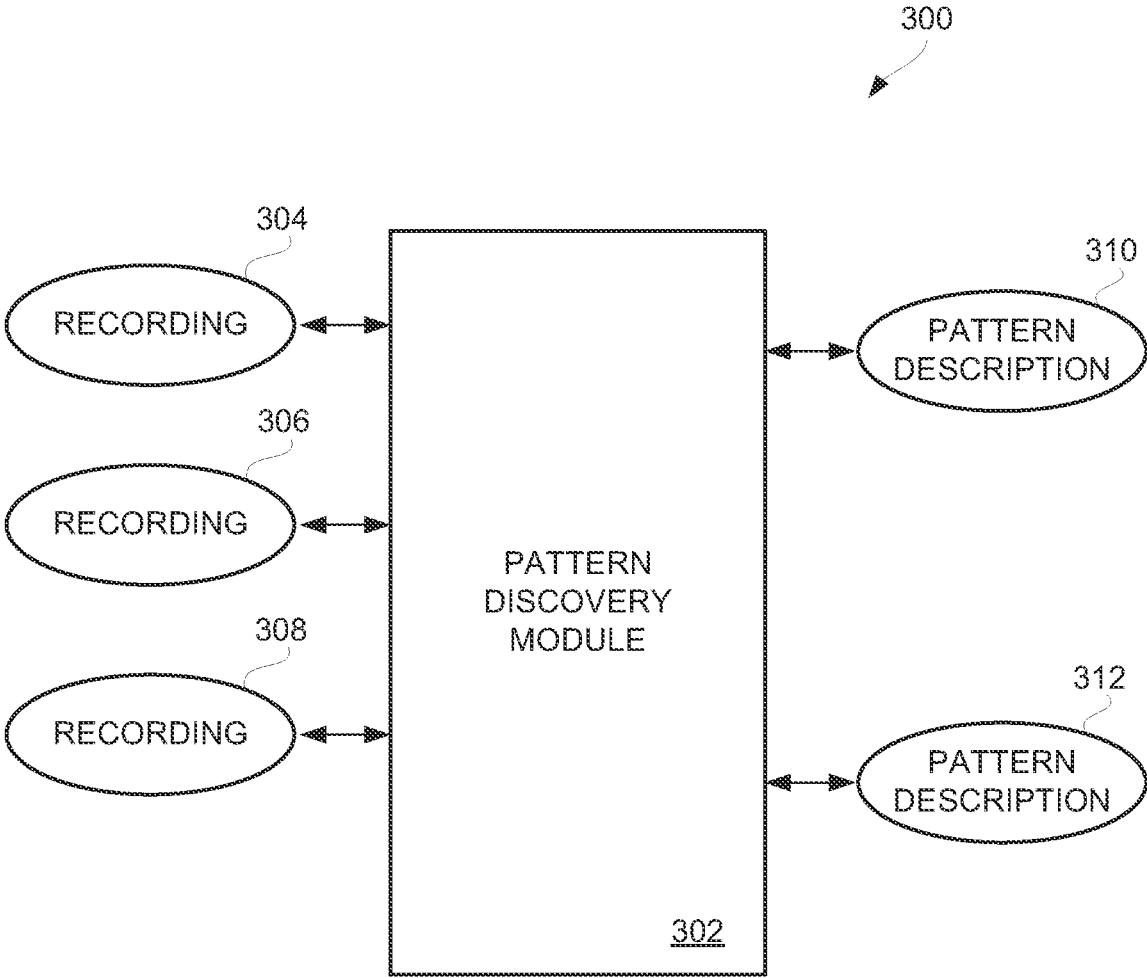 300
304
RECORDING
310
PATTERN
DESCRIPTION
306
RECORDING
PATTERN
DISCOVERY
MODULE
308
RECORDING
312
PATTERN
DESCRIPTION
302